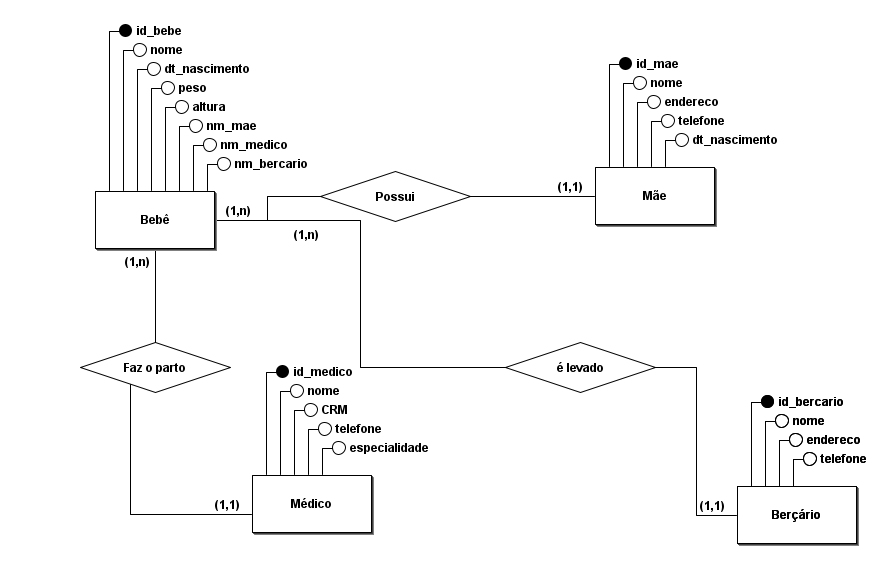 id_bebe
nome
dt_nascimento
peso
altura
nm_mae
nm_medico
nm_bercario
Bebê
id_mae
nome
endereco
telefone
dt_nascimento
Mãe
Possui
(1,1)
(1,n)
(1,n)
(1,n)
Faz o parto
é levado
id_medico
nome
CRM
telefone
especialidade
Médico
(1,1)
id_bercario
nome
endereco
telefone
Berçário
(1,1)